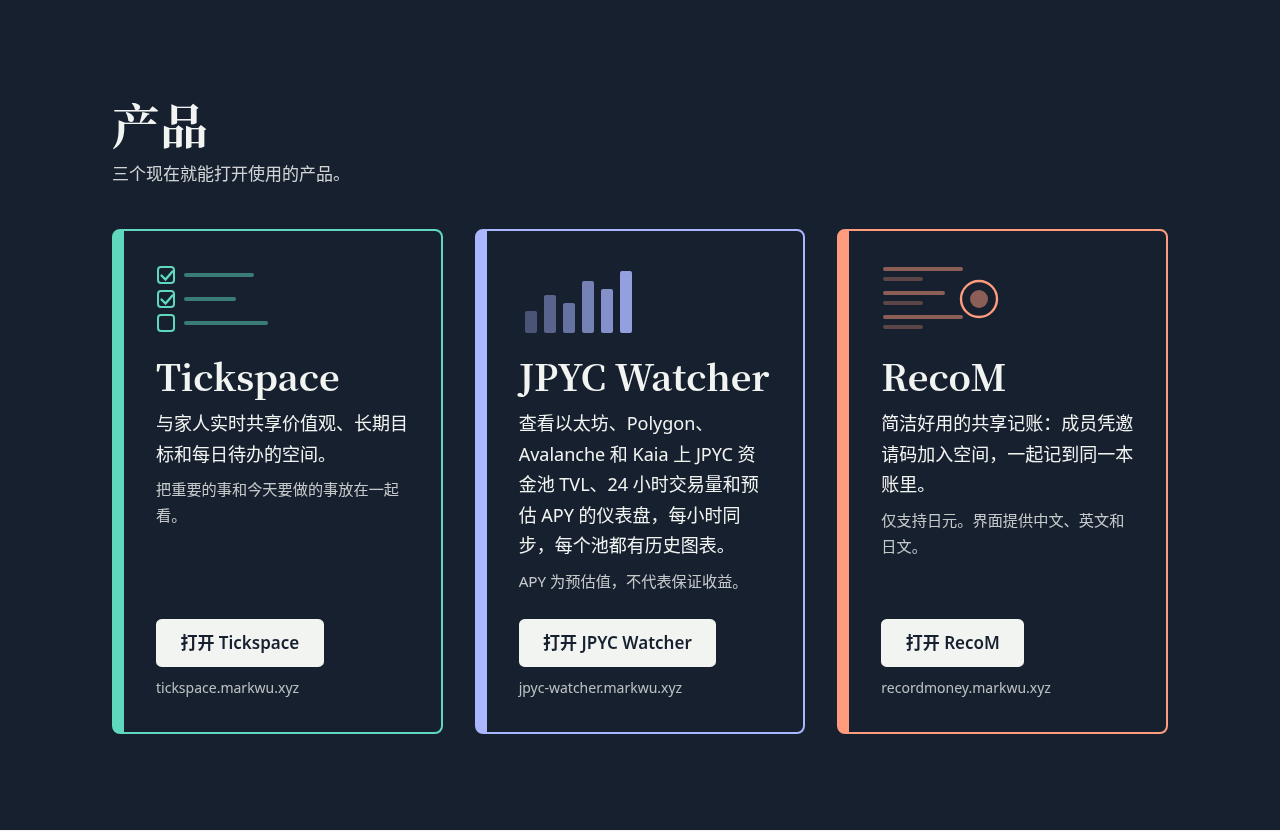 产品
三个现在就能打开使用的产品。
Tickspace
与家人实时共享价值观、长期目
标和每日待办的空间。
把重要的事和今天要做的事放在一起
看。
打开 Tickspace
tickspace.markwu.xyz
JPYC Watcher
查看以太坊、Polygon、
Avalanche 和 Kaia 上 JPYC 资
金池 TVL、24 小时交易量和预
估 APY 的仪表盘，每小时同
步，每个池都有历史图表。
APY 为预估值，不代表保证收益。
打开 JPYC Watcher
jpyc-watcher.markwu.xyz
RecoM
简洁好用的共享记账：成员凭邀
请码加入空间，一起记到同一本
账里。
仅支持日元。界面提供中文、英文和
日文。
打开 RecoM
recordmoney.markwu.xyz